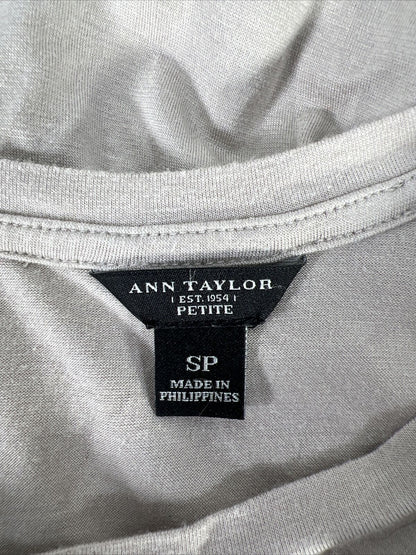 ANN TAYLOR
| EST. 1954 |
PETITE
SP
MADE IN
PHILIPPINES